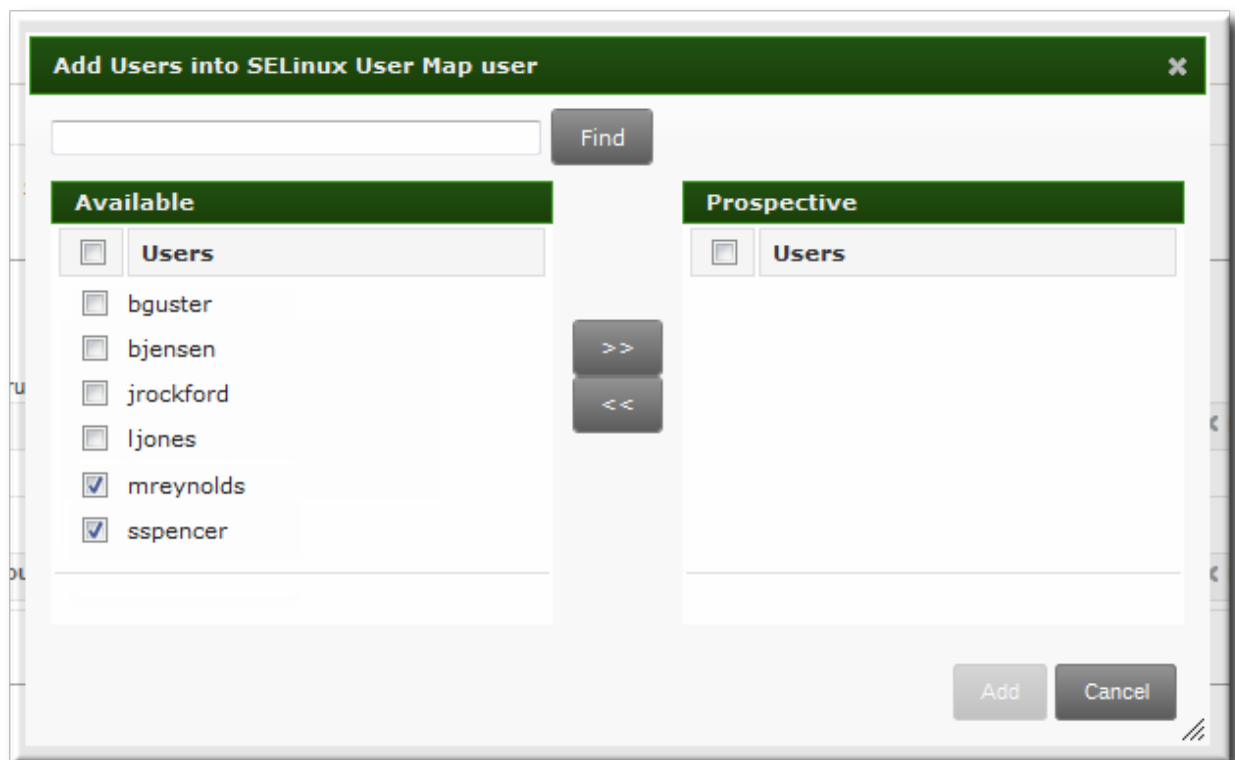 Add Users into SELinux User Map user
Find
Available
Users
bguster
bjensen
jrockford
ljones
mreynolds
sspencer
>>
<<
Prospective
Users
Add
Cancel